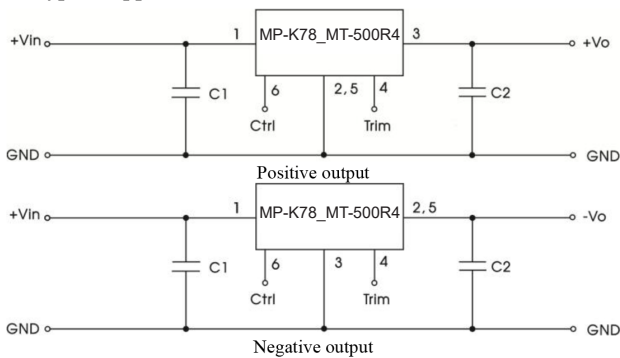 +Vin 1 MP-K78_MT-500R4 3 +Vo
C1 6 2,5 4 C2
Ctrl Trim
GND GND
Positive output
+Vin 1 MP-K78_MT-500R4 2,5 -Vo
C1 6 3 4 C2
Ctrl Trim
GND GND
Negative output